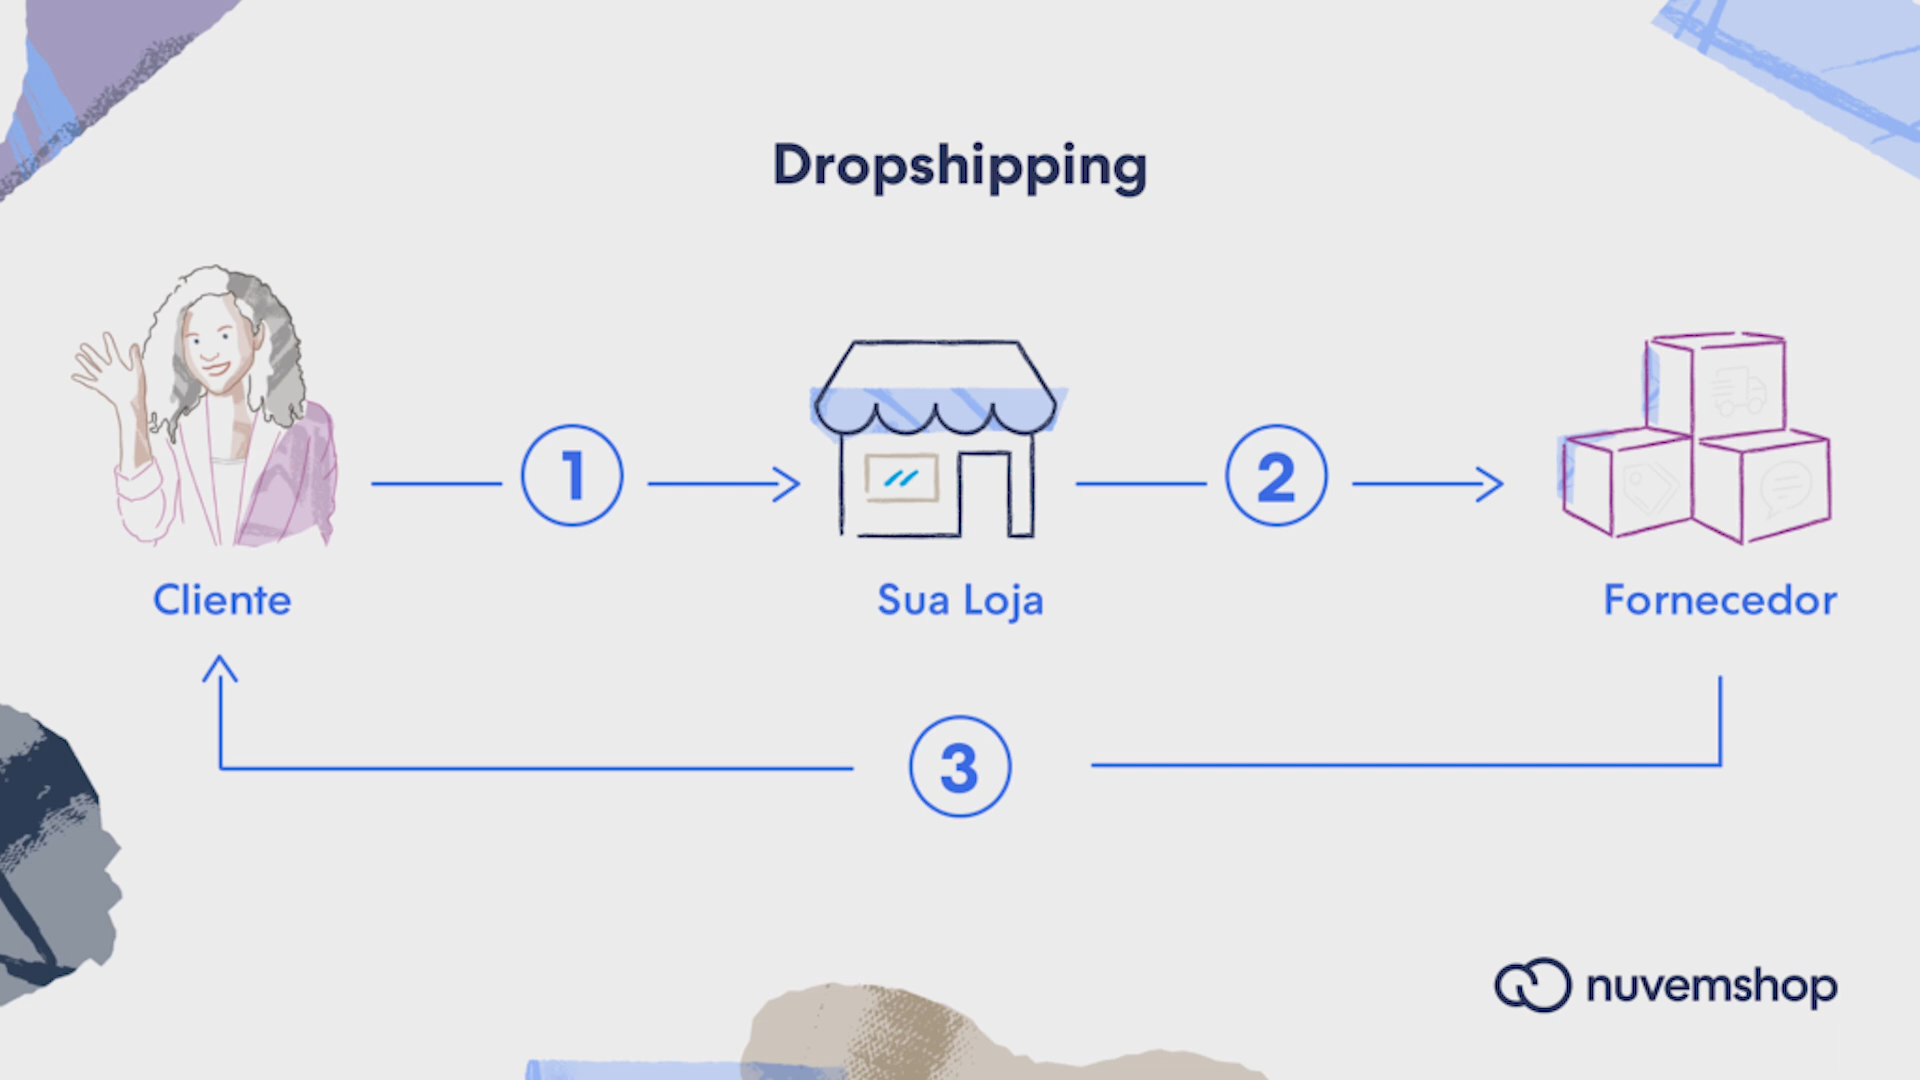 Dropshipping
1
2
Cliente
Sua Loja
Fornecedor
3
nuvemshop